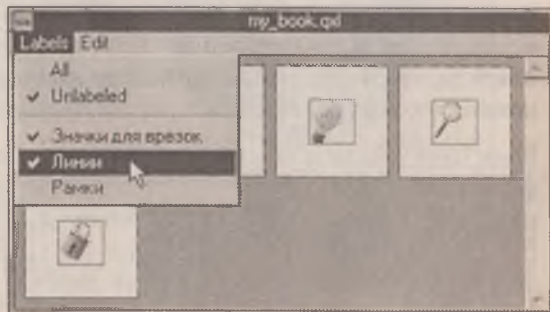 my_book.qxl
Labels Edit
All
✔ Unlabeled
✔ Значки для врезок
✔ Линии
Рамки